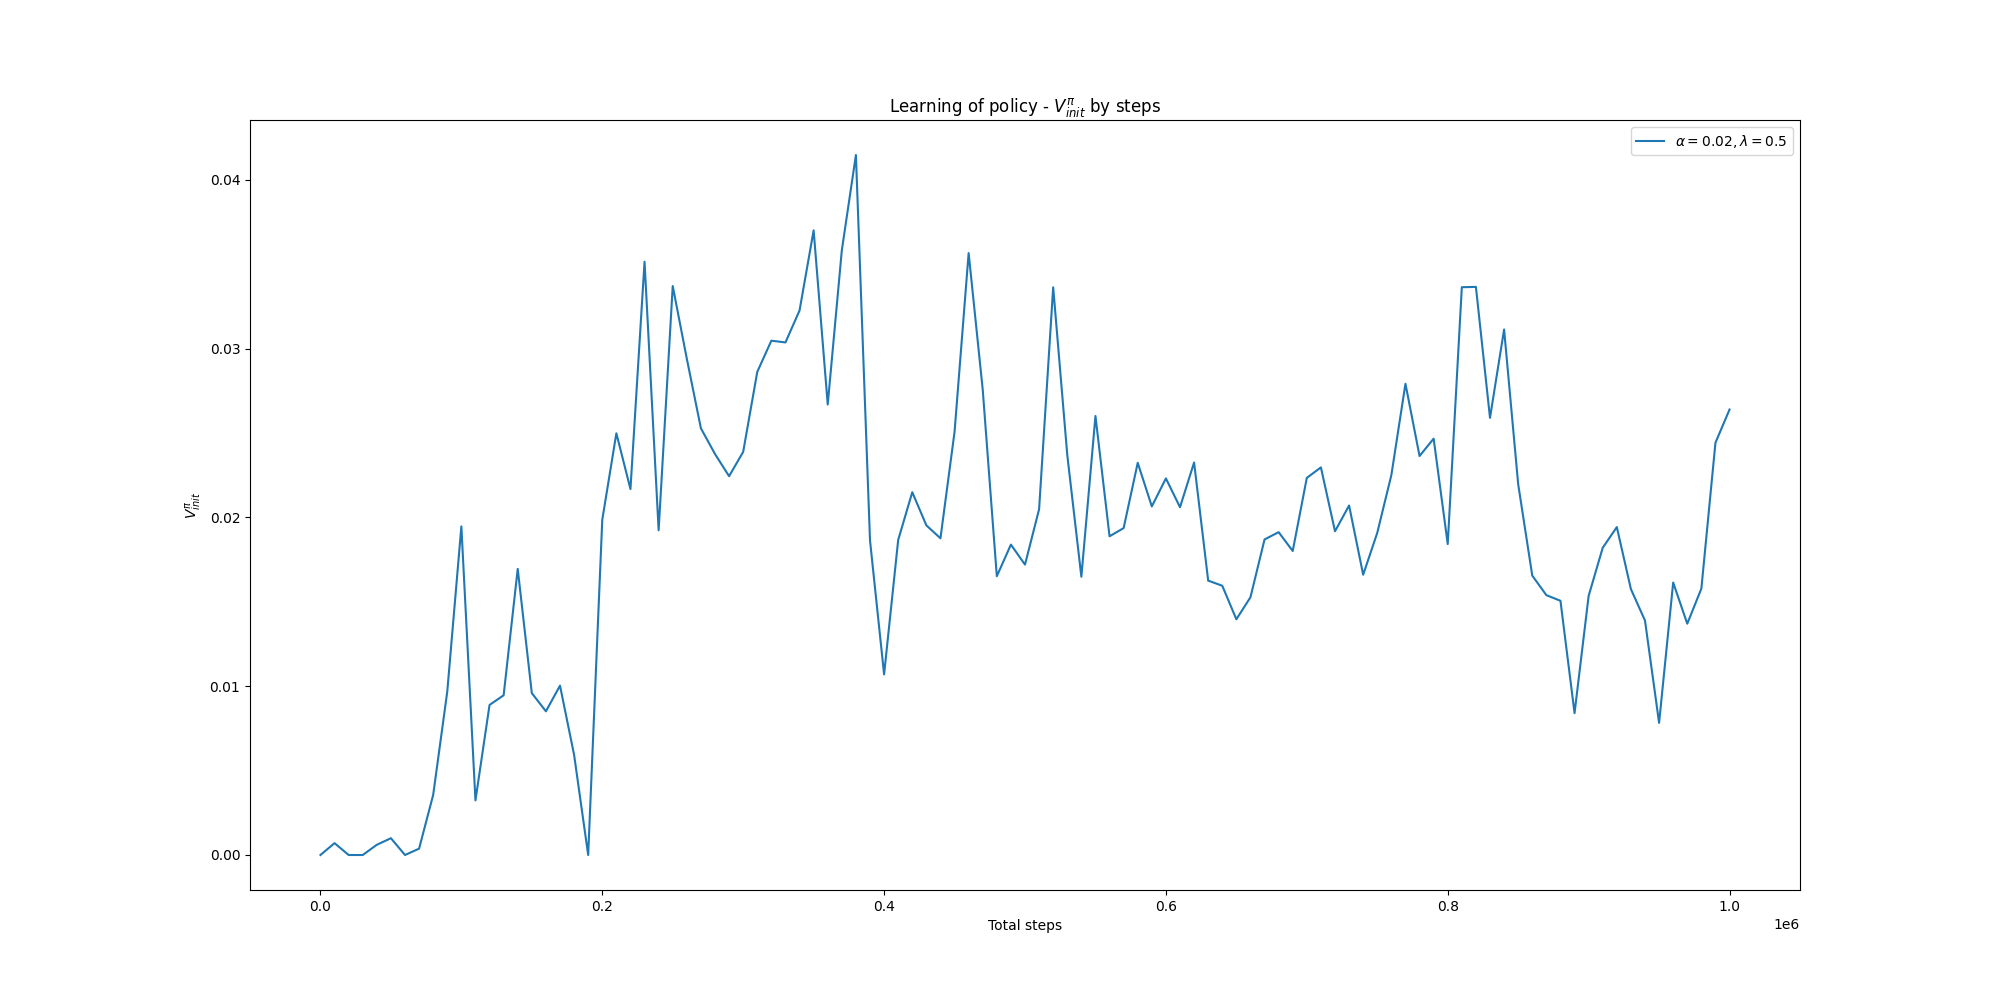 Learning of policy - $V^{\pi}_{init}$ by steps
α = 0.02, λ = 0.5
0.04
0.03
0.02
0.01
0.00
$V^{\pi}_{init}$
0.0 0.2 0.4 0.6 0.8 1.0
1e6
Total steps